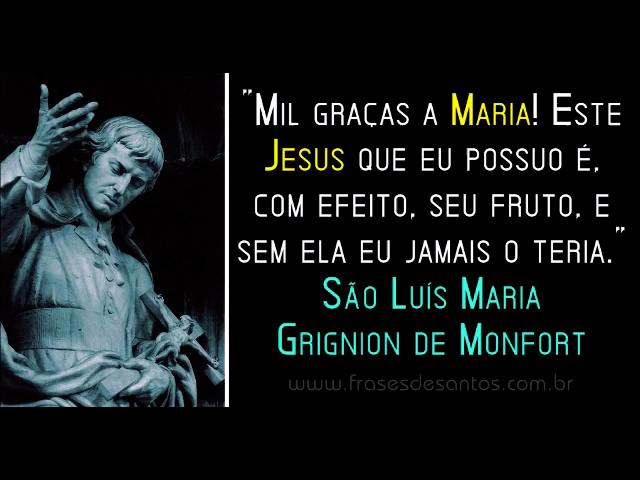 "Mil graças a Maria! Este
Jesus que eu possuo é,
com efeito, seu fruto, e
sem ela eu jamais o teria."
São Luís Maria
Grignion de Monfort
www.frasesdesantos.com.br